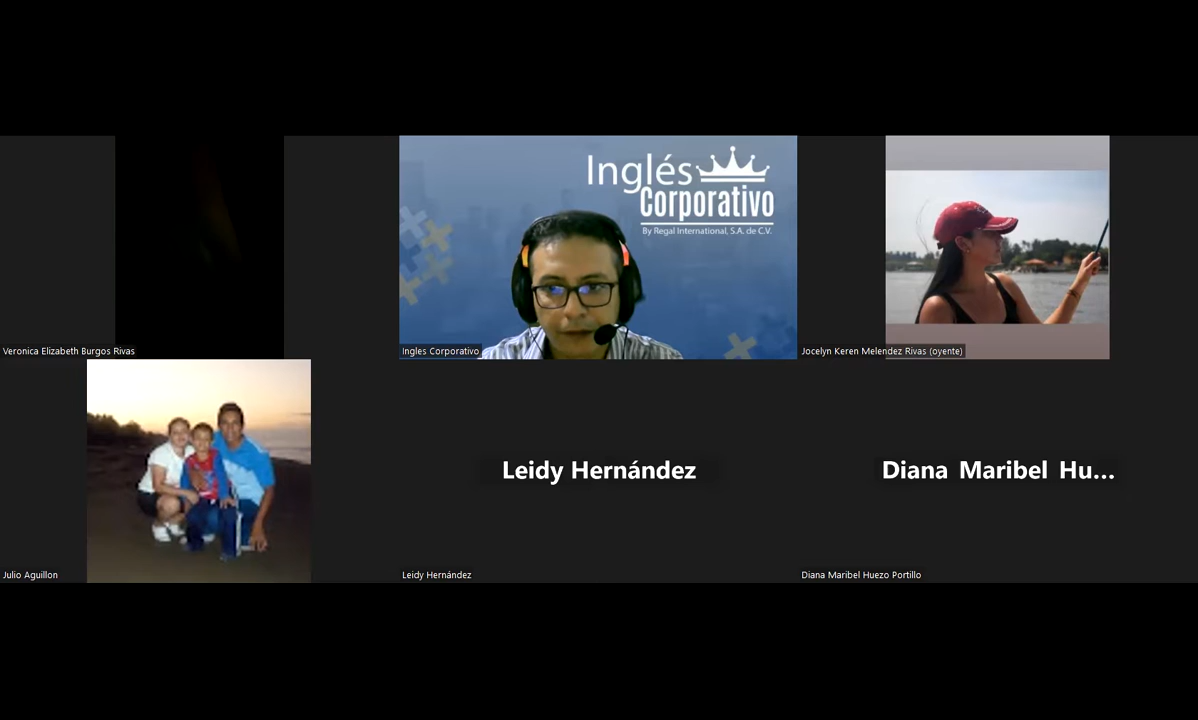 Inglés
Corporativo
By Regal International, S.A. de C.V.
Veronica Elizabeth Burgos Rivas
Ingles Corporativo
Jocelyn Keren Melendez Rivas (oyente)
Leidy Hernández
Diana Maribel Hu...
Julio Aguillon
Leidy Hernández
Diana Maribel Huezo Portillo